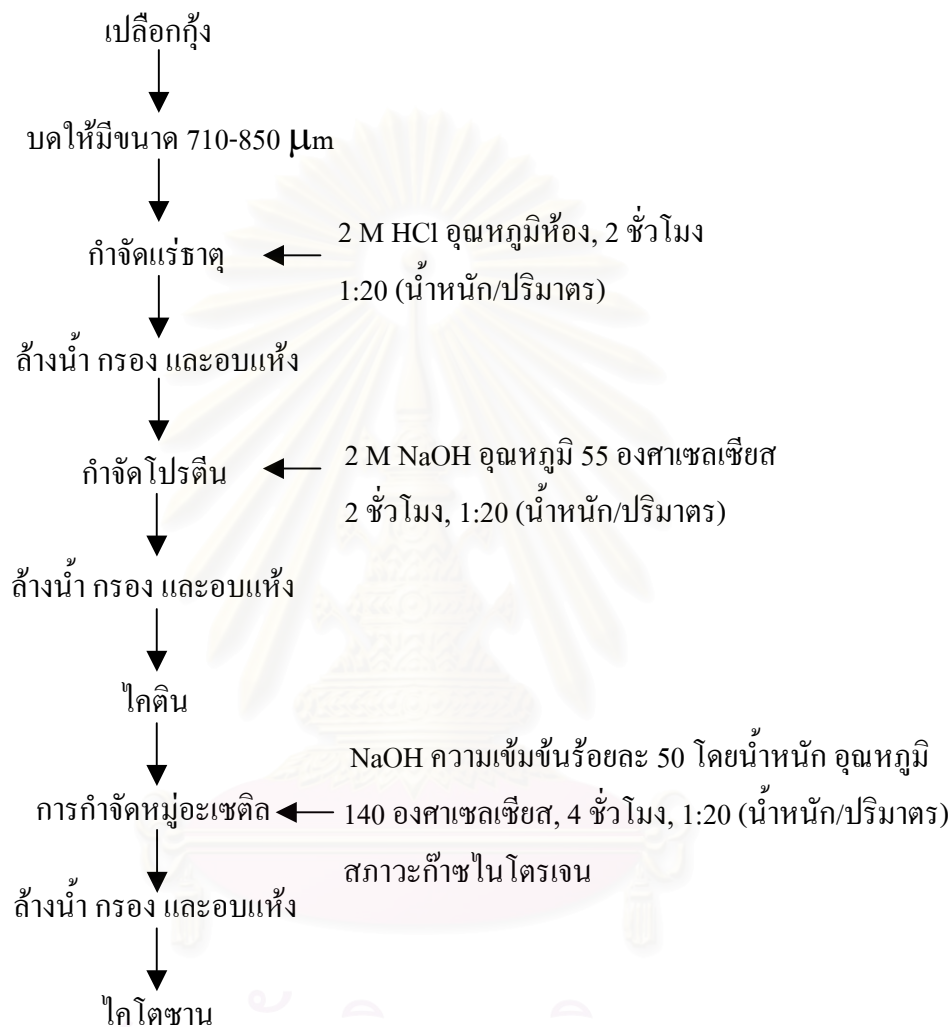 เปลือกกุ้ง
บดให้มีขนาด 710-850 μm
กำจัดแร่ธาตุ
2 M HCl อุณหภูมิห้อง, 2 ชั่วโมง
1:20 (น้ำหนัก/ปริมาตร)
ล้างน้ำ กรอง และอบแห้ง
กำจัดโปรตีน
2 M NaOH อุณหภูมิ 55 องศาเซลเซียส
2 ชั่วโมง, 1:20 (น้ำหนัก/ปริมาตร)
ล้างน้ำ กรอง และอบแห้ง
ไคติน
การกำจัดหมู่อะเซติล
NaOH ความเข้มข้นร้อยละ 50 โดยน้ำหนัก อุณหภูมิ
140 องศาเซลเซียส, 4 ชั่วโมง, 1:20 (น้ำหนัก/ปริมาตร)
สภาวะก๊าซไนโตรเจน
ล้างน้ำ กรอง และอบแห้ง
ไคโตซาน